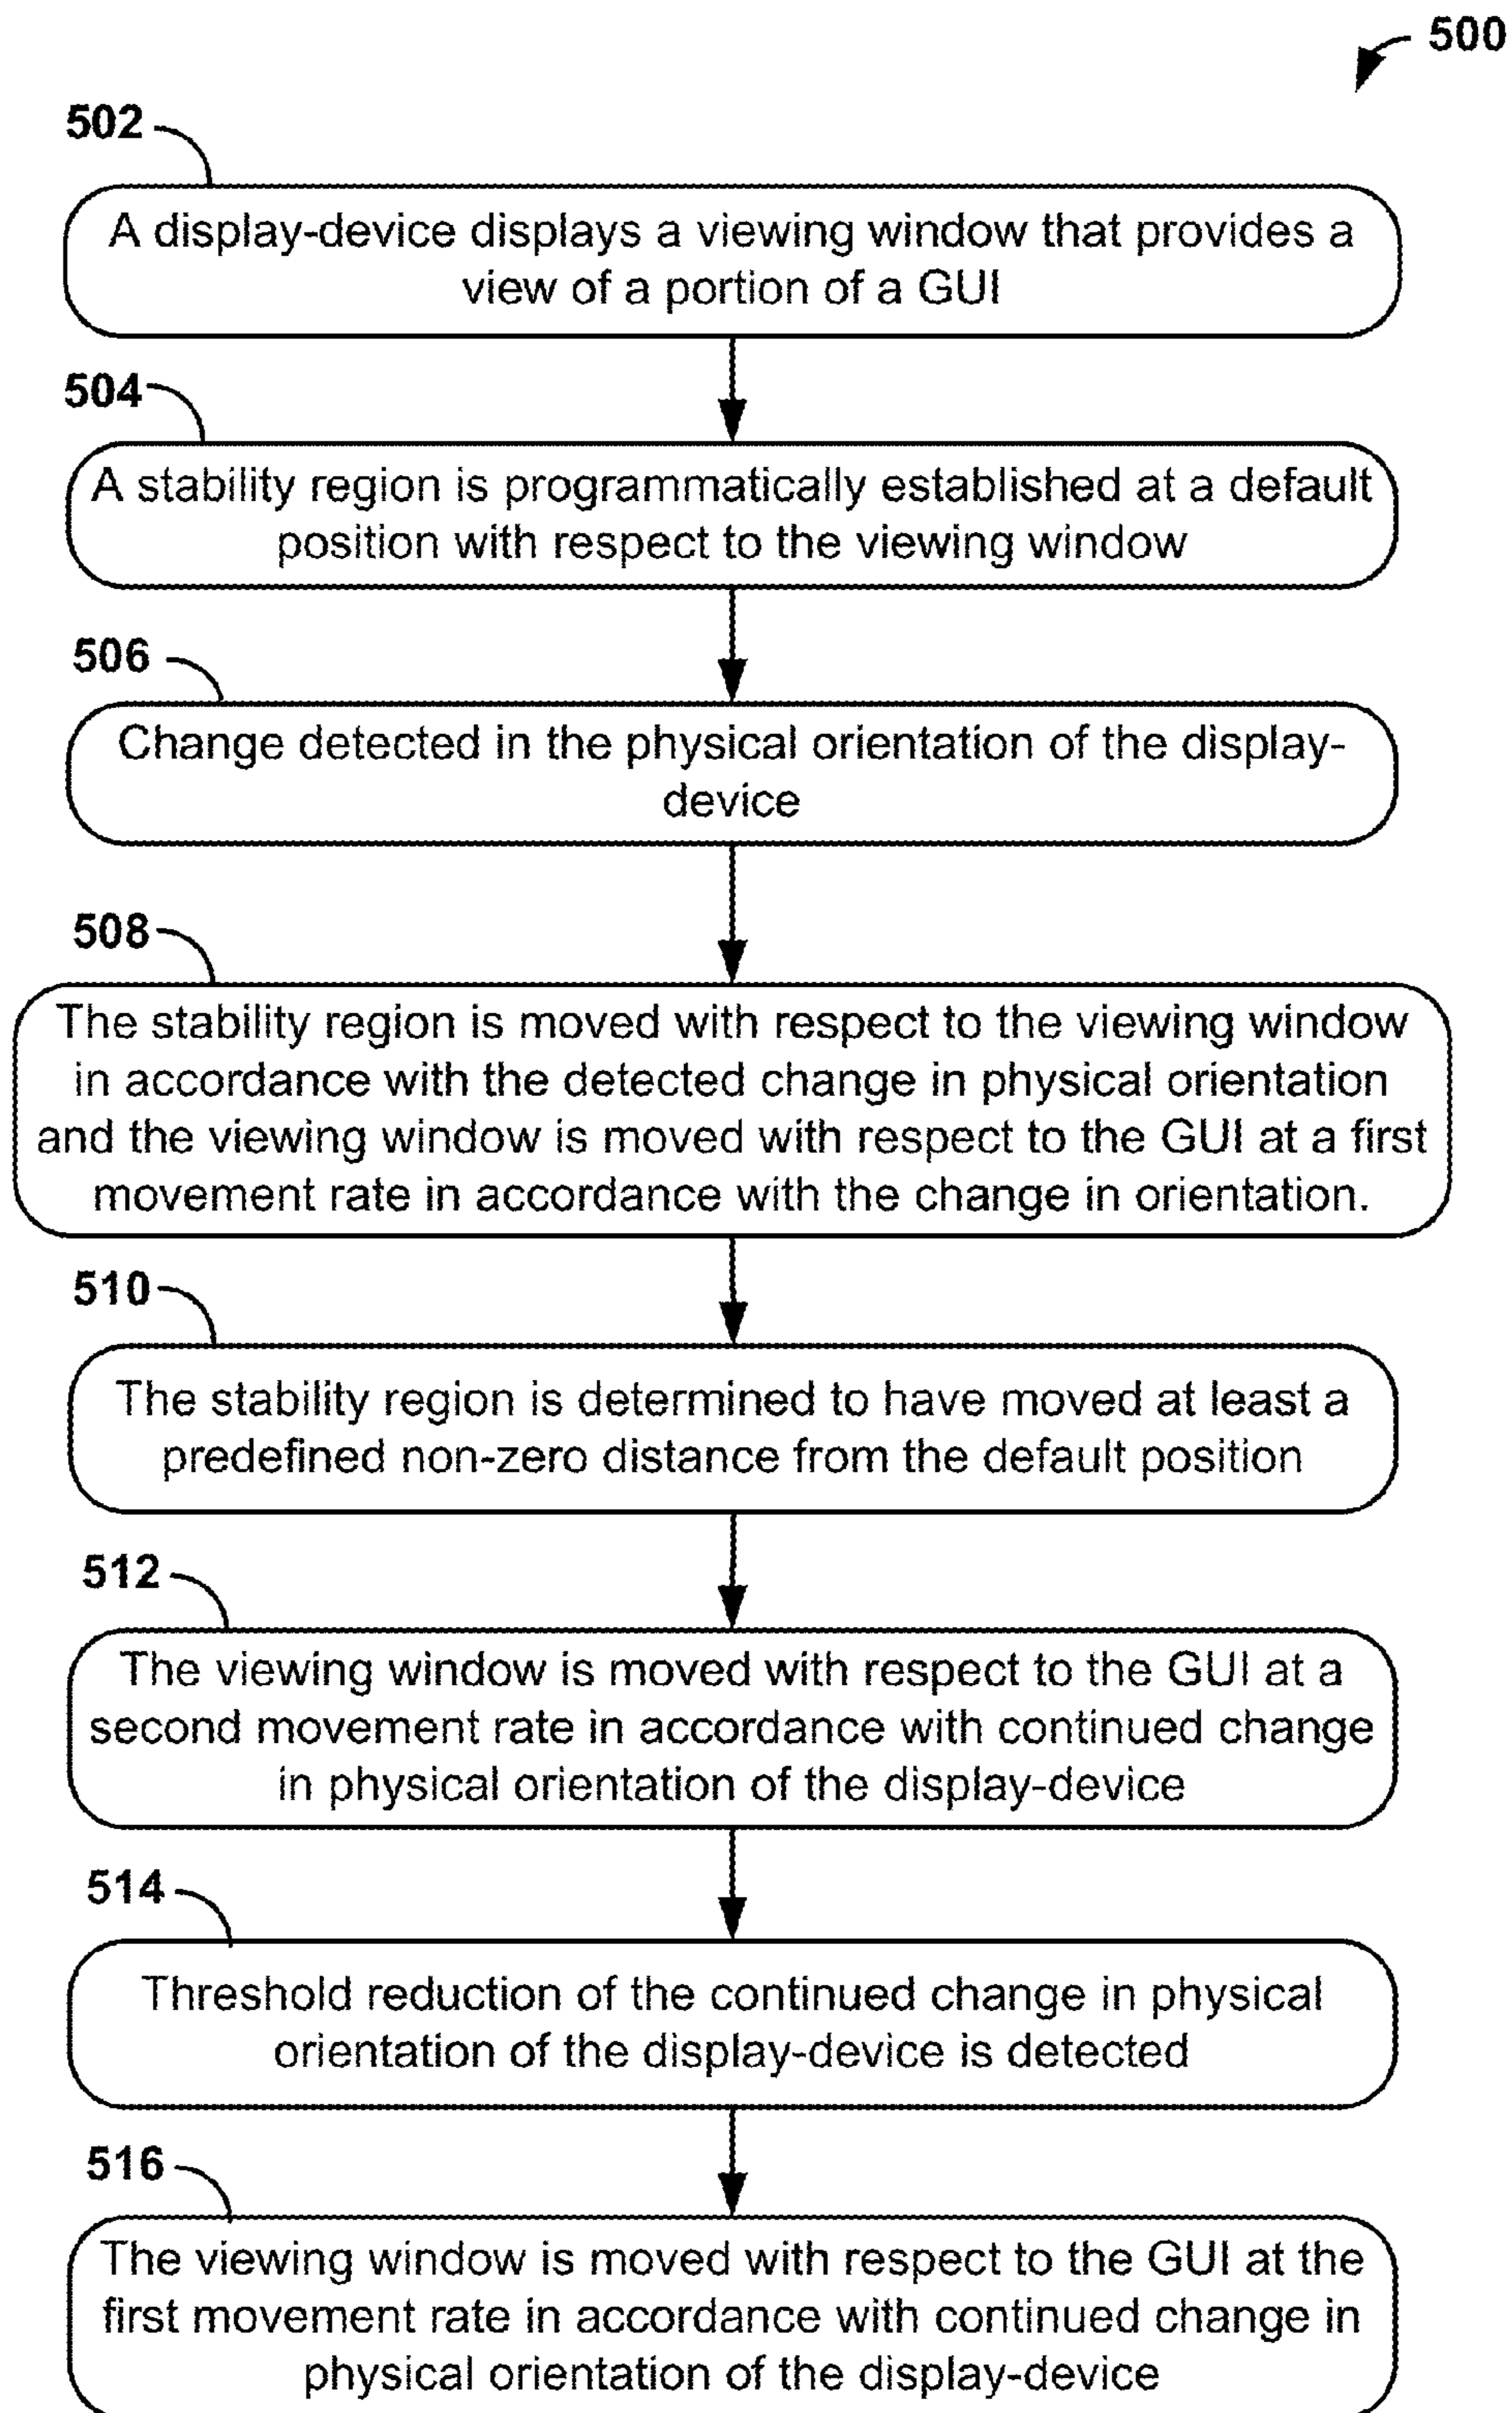 500
502
A display-device displays a viewing window that provides a
view of a portion of a GUI
504
A stability region is programmatically established at a default
position with respect to the viewing window
506
Change detected in the physical orientation of the display-
device
508
The stability region is moved with respect to the viewing window
in accordance with the detected change in physical orientation
and the viewing window is moved with respect to the GUI at a first
movement rate in accordance with the change in orientation.
510
The stability region is determined to have moved at least a
predefined non-zero distance from the default position
512
The viewing window is moved with respect to the GUI at a
second movement rate in accordance with continued change
in physical orientation of the display-device
514
Threshold reduction of the continued change in physical
orientation of the display-device is detected
516
The viewing window is moved with respect to the GUI at the
first movement rate in accordance with continued change in
physical orientation of the display-device